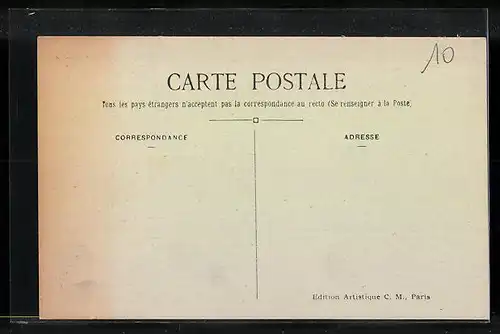 10
CARTE POSTALE
Tous les pays étrangers n'acceptent pas la correspondance au recto (Se renseigner à la Poste)
CORRESPONDANCE
ADRESSE
Edition Artistique C. M., Paris